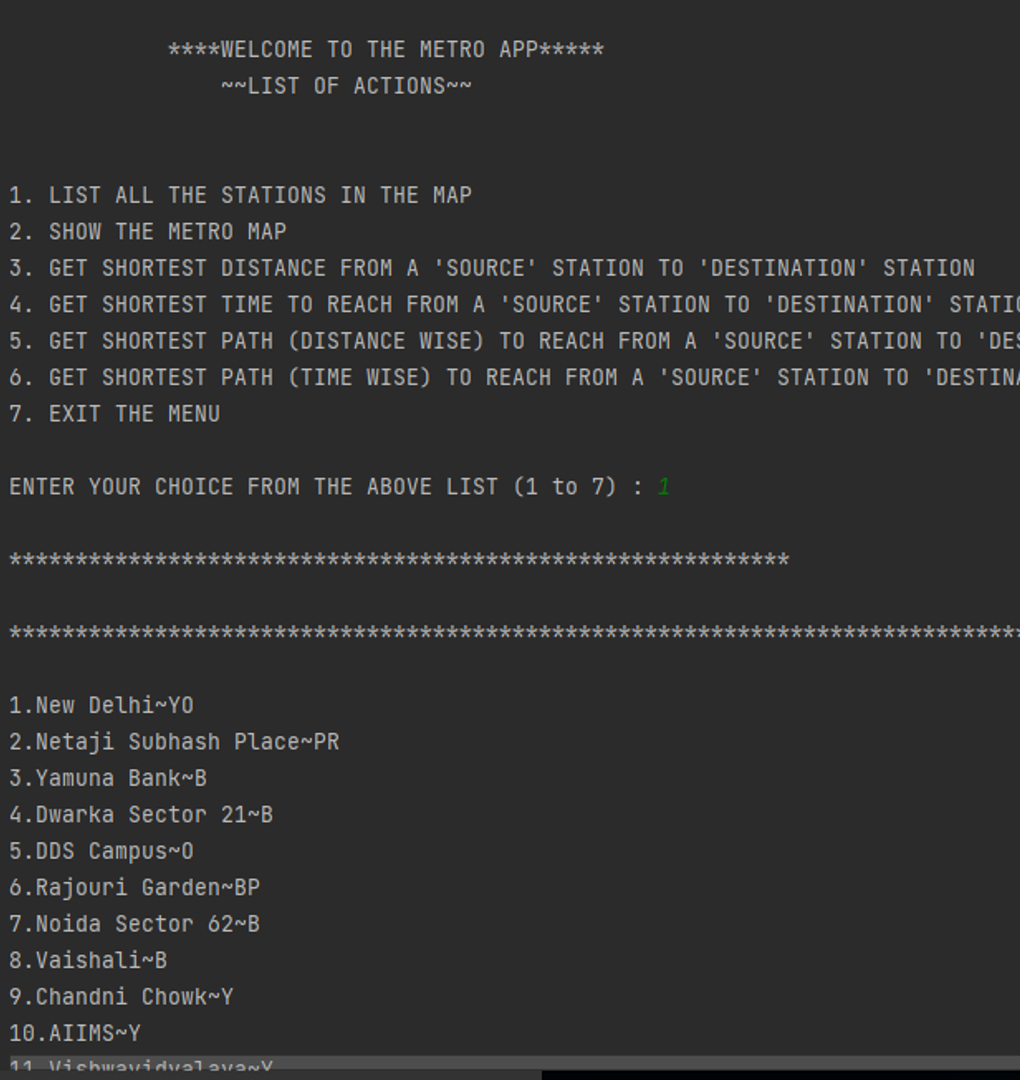 ****WELCOME TO THE METRO APP*****
~~LIST OF ACTIONS~~
1. LIST ALL THE STATIONS IN THE MAP
2. SHOW THE METRO MAP
3. GET SHORTEST DISTANCE FROM A 'SOURCE' STATION TO 'DESTINATION' STATION
4. GET SHORTEST TIME TO REACH FROM A 'SOURCE' STATION TO 'DESTINATION'
5. GET SHORTEST PATH (DISTANCE WISE) TO REACH FROM A 'SOURCE' STATION TO
6. GET SHORTEST PATH (TIME WISE) TO REACH FROM A 'SOURCE' STATION TO
7. EXIT THE MENU
ENTER YOUR CHOICE FROM THE ABOVE LIST (1 to 7) : 1
***********************************************************
*****************************************************************************
1.New Delhi~YO
2.Netaji Subhash Place~PR
3.Yamuna Bank~B
4.Dwarka Sector 21~B
5.DDS Campus~O
6.Rajouri Garden~BP
7.Noida Sector 62~B
8.Vaishali~B
9.Chandni Chowk~Y
10.AIIMS~Y
11.Vishwavidyalaya~Y